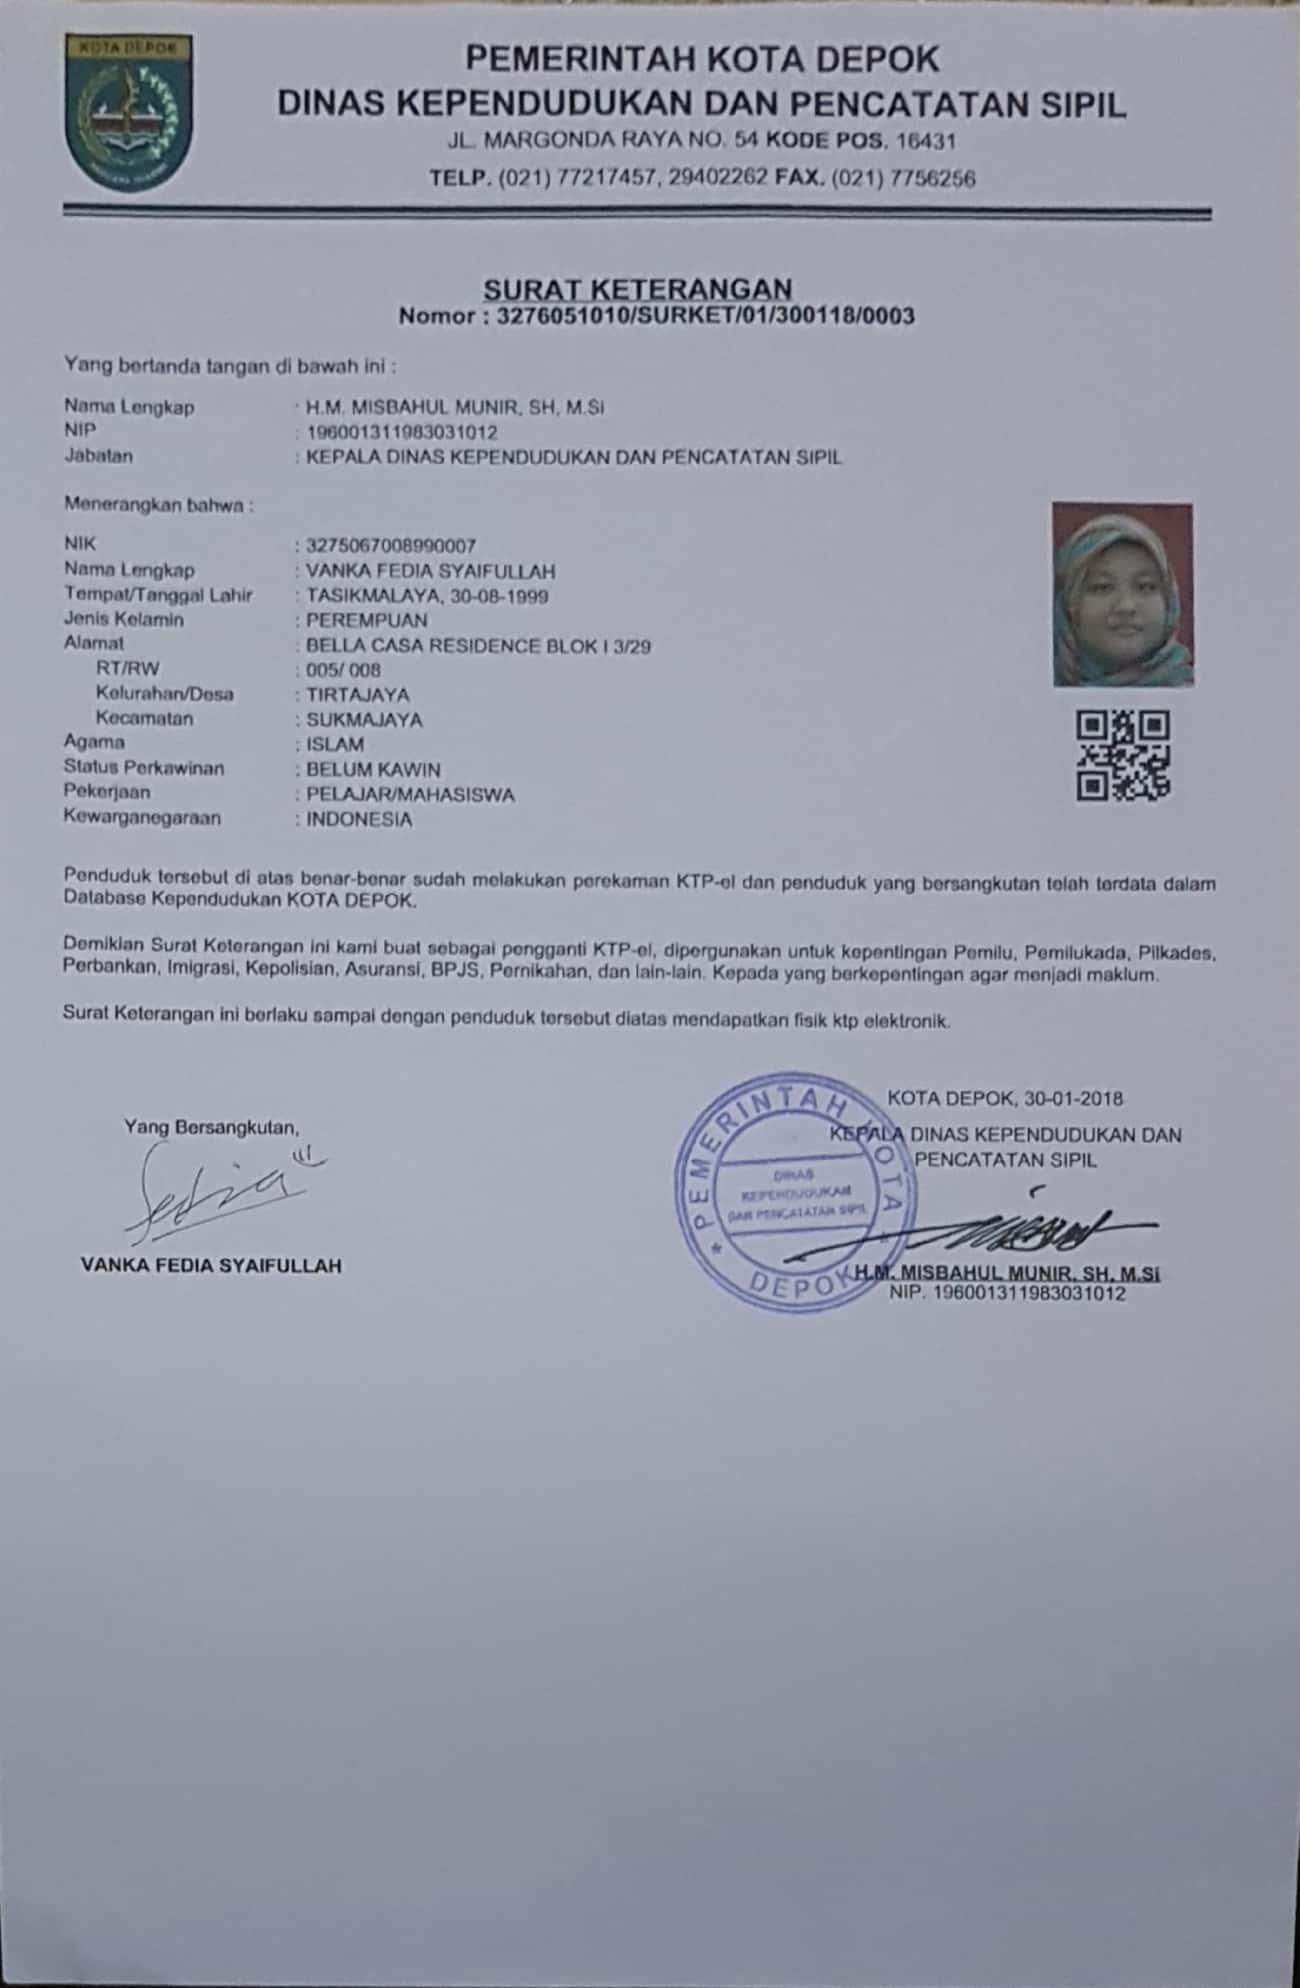 KOTA DEPOK
PEMERINTAH KOTA DEPOK
DINAS KEPENDUDUKAN DAN PENCATATAN SIPIL
JL. MARGONDA RAYA NO. 54 KODE POS. 16431
TELP. (021) 77217457, 29402262 FAX. (021) 7756256
SURAT KETERANGAN
Nomor : 3276051010/SURKET/01/300118/0003
Yang bertanda tangan di bawah ini :
Nama Lengkap : H.M. MISBAHUL MUNIR, SH, M.Si
NIP : 196001311983031012
Jabatan : KEPALA DINAS KEPENDUDUKAN DAN PENCATATAN SIPIL
Menerangkan bahwa :
NIK : 3275067008990007
Nama Lengkap : VANKA FEDIA SYAIFULLAH
Tempat/Tanggal Lahir : TASIKMALAYA, 30-08-1999
Jenis Kelamin : PEREMPUAN
Alamat : BELLA CASA RESIDENCE BLOK I 3/29
RT/RW : 005/ 008
Kelurahan/Desa : TIRTAJAYA
Kecamatan : SUKMAJAYA
Agama : ISLAM
Status Perkawinan : BELUM KAWIN
Pekerjaan : PELAJAR/MAHASISWA
Kewarganegaraan : INDONESIA
Penduduk tersebut di atas benar-benar sudah melakukan perekaman KTP-el dan penduduk yang bersangkutan telah terdata dalam
Database Kependudukan KOTA DEPOK.
Demikian Surat Keterangan ini kami buat sebagai pengganti KTP-el, dipergunakan untuk kepentingan Pemilu, Pemilukada, Pilkades,
Perbankan, Imigrasi, Kepolisian, Asuransi, BPJS, Pernikahan, dan lain-lain. Kepada yang berkepentingan agar menjadi maklum.
Surat Keterangan ini berlaku sampai dengan penduduk tersebut diatas mendapatkan fisik ktp elektronik.
Yang Bersangkutan,
Fedia
VANKA FEDIA SYAIFULLAH
KOTA DEPOK, 30-01-2018
KEPALA DINAS KEPENDUDUKAN DAN
PENCATATAN SIPIL
PEMERINTAH KOTA
DINAS
KEPENDUDUKAN
DAN PENCATATAN SIPIL
DEPOK
H.M. MISBAHUL MUNIR, SH, M.Si
NIP. 196001311983031012